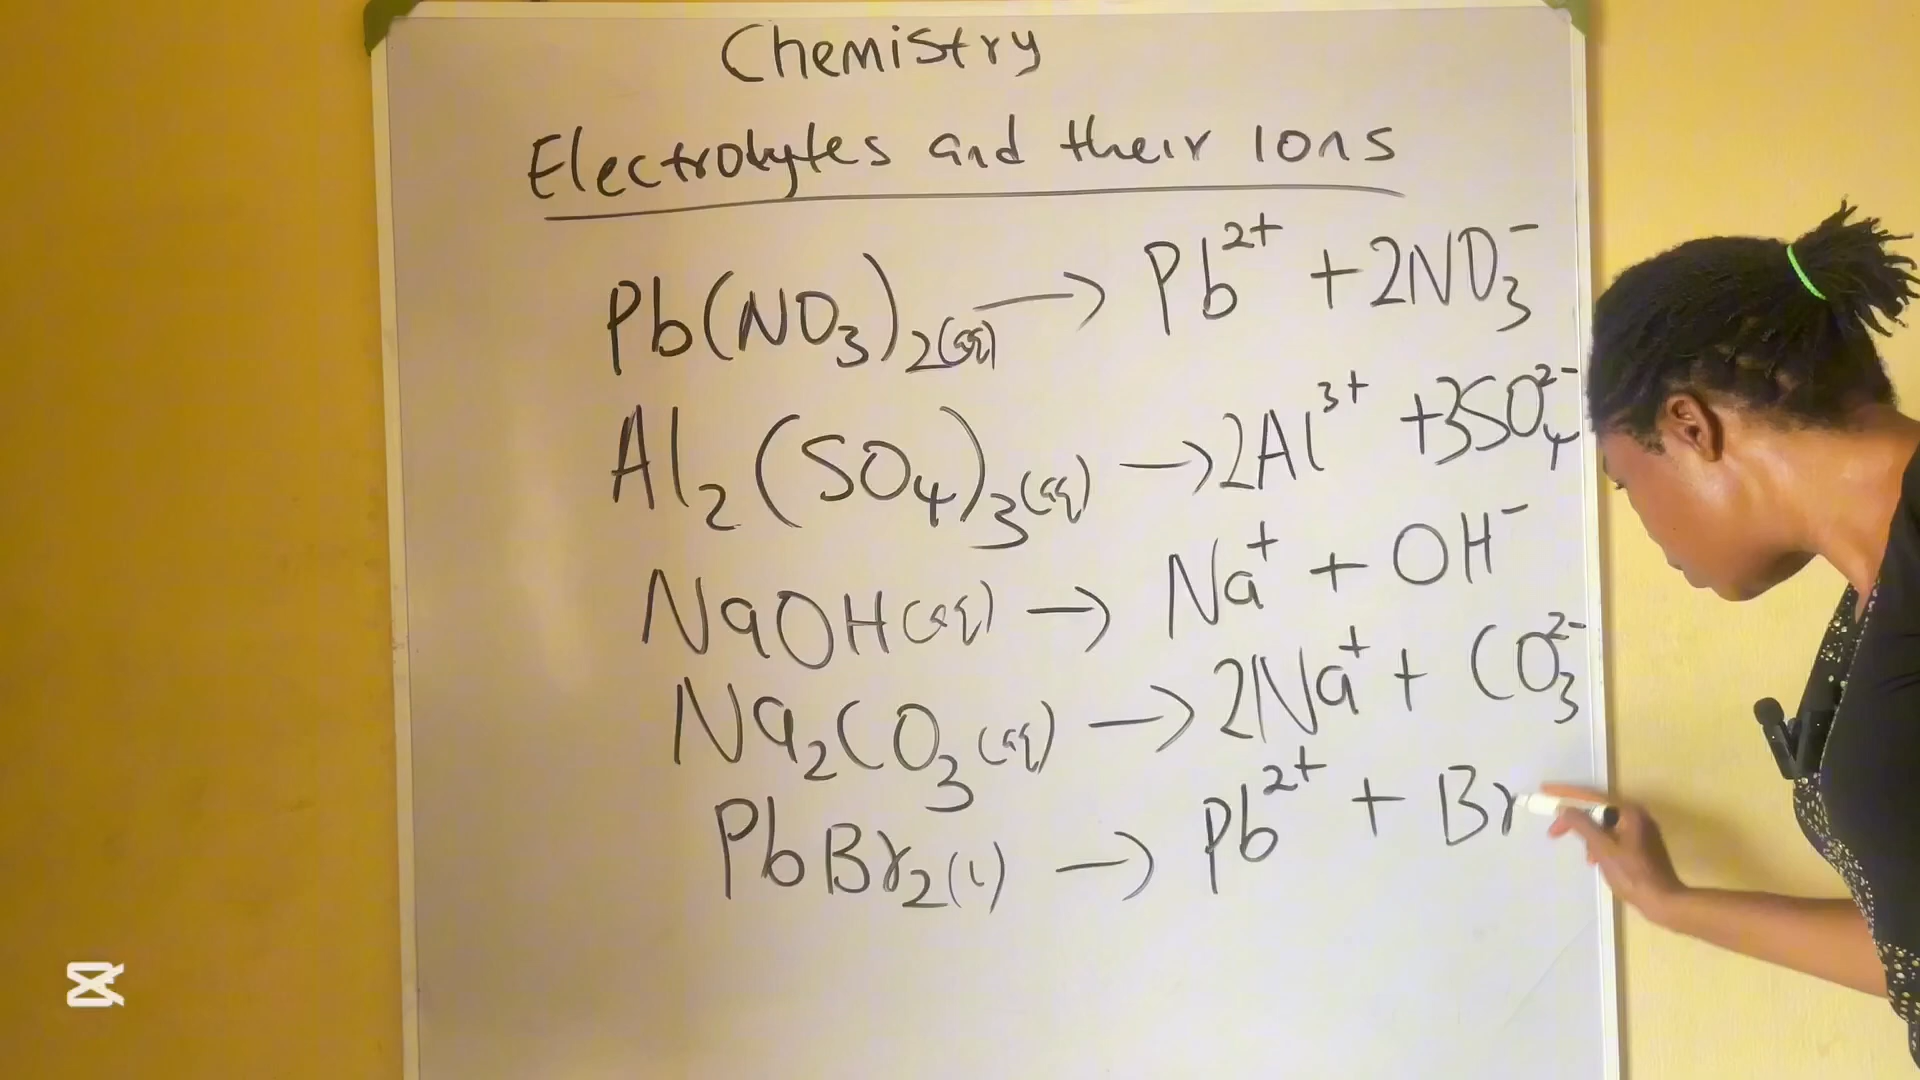 Chemistry
Electrolytes and their Ions
Pb(NO₃)₂(aq) → Pb²⁺ + 2NO₃⁻
Al₂(SO₄)₃(aq) → 2Al³⁺ + 3SO₄²⁻
NaOH(aq) → Na⁺ + OH⁻
Na₂CO₃(aq) → 2Na⁺ + CO₃²⁻
PbBr₂(l) → Pb²⁺ + Br